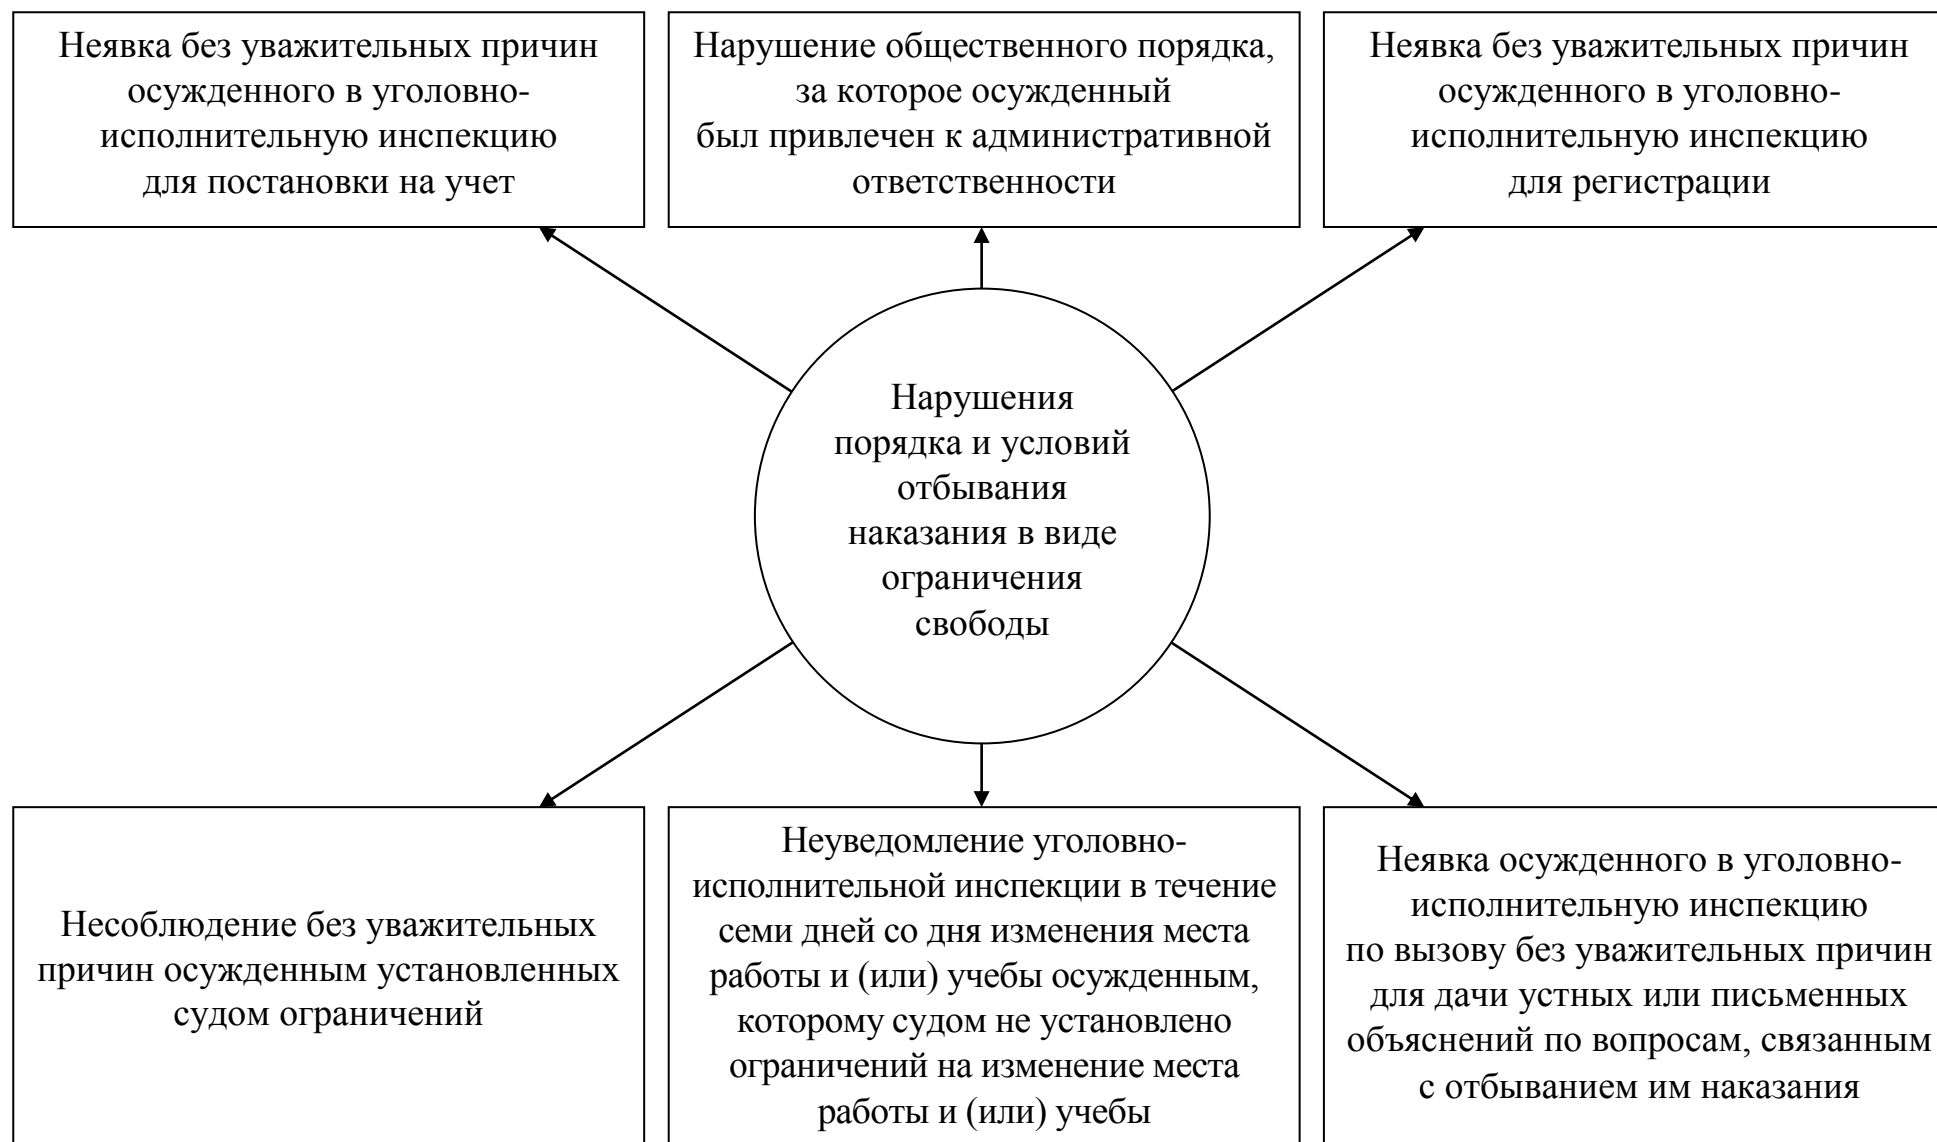 Неявка без уважительных причин
осужденного в уголовно-
исполнительную инспекцию
для постановки на учет
Нарушение общественного порядка,
за которое осужденный
был привлечен к административной
ответственности
Неявка без уважительных причин
осужденного в уголовно-
исполнительную инспекцию
для регистрации
Нарушения
порядка и условий
отбывания
наказания в виде
ограничения
свободы
Несоблюдение без уважительных
причин осужденным установленных
судом ограничений
Неуведомление уголовно-
исполнительной инспекции в течение
семи дней со дня изменения места
работы и (или) учебы осужденным,
которому судом не установлено
ограничений на изменение места
работы и (или) учебы
Неявка осужденного в уголовно-
исполнительную инспекцию
по вызову без уважительных причин
для дачи устных или письменных
объяснений по вопросам, связанным
с отбыванием им наказания